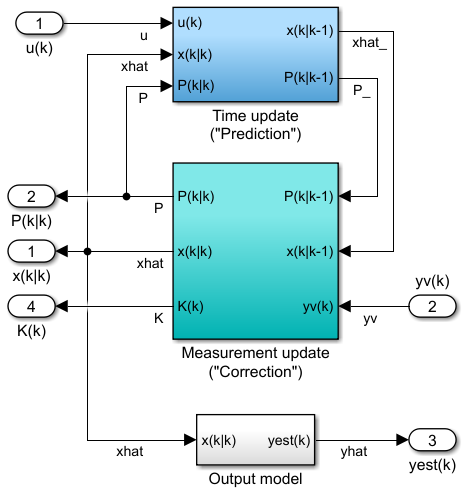 1
u(k)
u
xhat
P
u(k)
x(k|k)
P(k|k)
x(k|k-1)
P(k|k-1)
xhat_
P_
Time update
("Prediction")
2
P(k|k)
1
x(k|k)
4
K(k)
P
xhat
K
P(k|k)
x(k|k)
K(k)
P(k|k-1)
x(k|k-1)
yv(k)
yv
yv(k)
2
Measurement update
("Correction")
xhat
x(k|k)
yest(k)
yhat
3
yest(k)
Output model